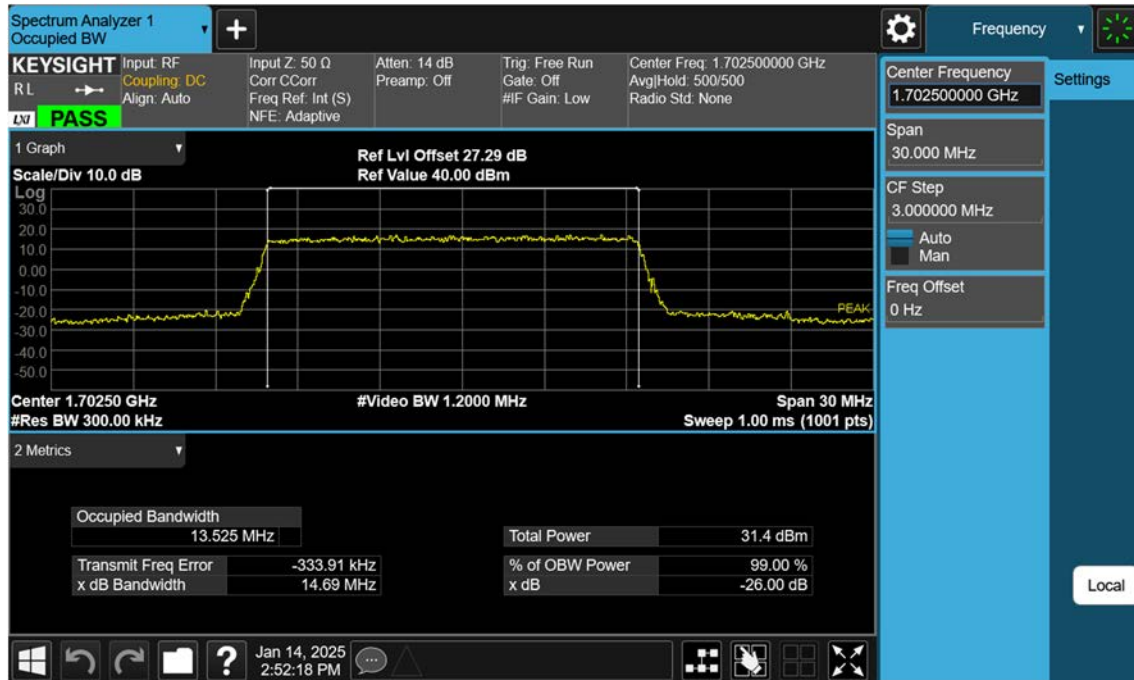 Spectrum Analyzer 1
Occupied BW
+
Frequency
KEYSIGHT
R L
LXI
PASS
Input: RF
Coupling: DC
Align: Auto
Input Z: 50 Ω
Corr CCorr
Freq Ref: Int (S)
NFE: Adaptive
Atten: 14 dB
Preamp: Off
Trig: Free Run
Gate: Off
#IF Gain: Low
Center Freq: 1.702500000 GHz
Avg|Hold: 500/500
Radio Std: None
Center Frequency
1.702500000 GHz
Settings
Span
30.000 MHz
CF Step
3.000000 MHz
Auto
Man
Freq Offset
0 Hz
Local
1 Graph
Scale/Div 10.0 dB
Ref Lvl Offset 27.29 dB
Ref Value 40.00 dBm
Log
30.0
20.0
10.0
0.00
-10.0
-20.0
-30.0
-40.0
-50.0
PEAK
Center 1.70250 GHz
#Video BW 1.2000 MHz
Span 30 MHz
#Res BW 300.00 kHz
Sweep 1.00 ms (1001 pts)
2 Metrics
Occupied Bandwidth
13.525 MHz
Total Power 31.4 dBm
Transmit Freq Error -333.91 kHz
% of OBW Power 99.00 %
x dB Bandwidth 14.69 MHz
x dB -26.00 dB
?
Jan 14, 2025
2:52:18 PM